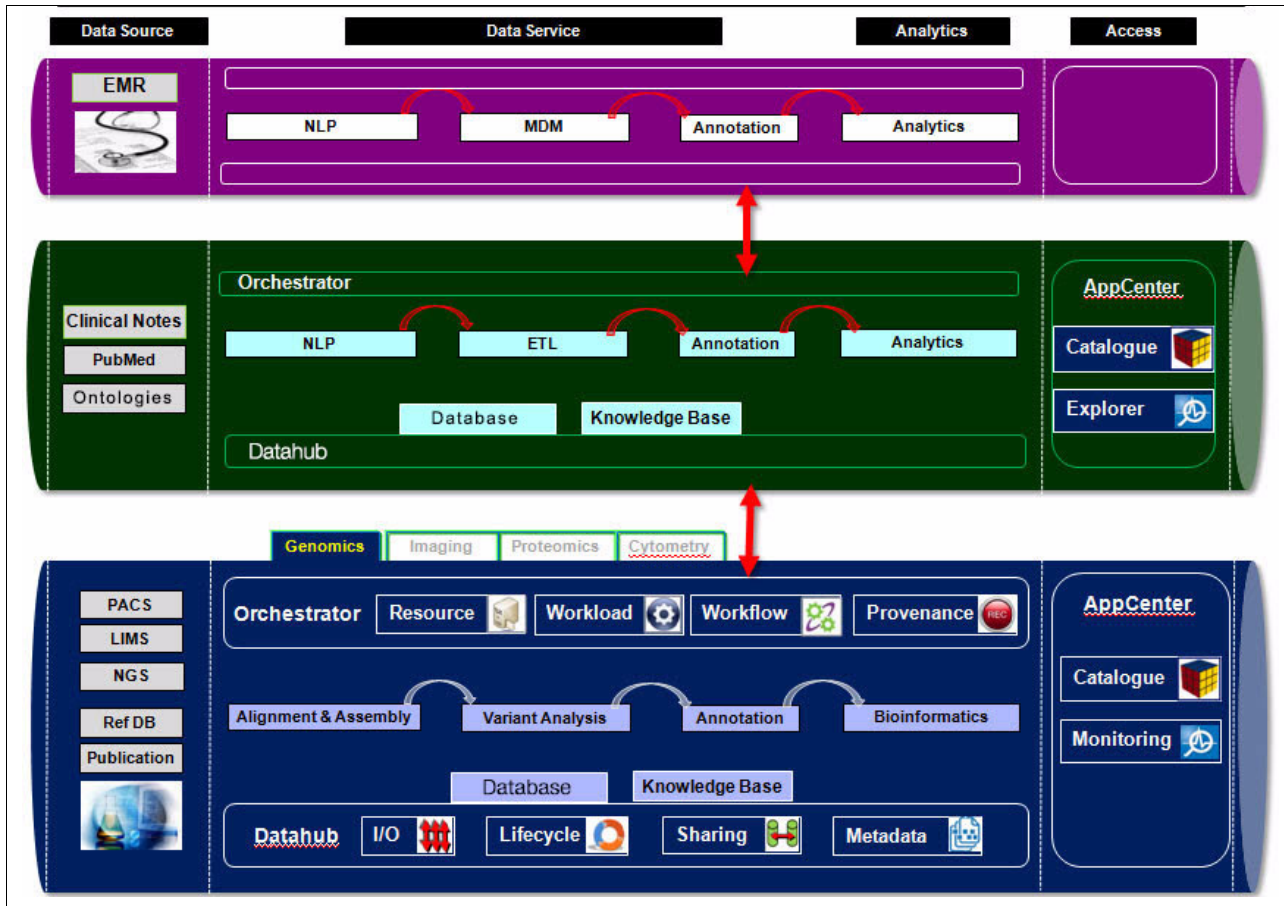 Data Source
Data Service
Analytics
Access
EMR
NLP
MDM
Annotation
Analytics
Orchestrator
AppCenter
Clinical Notes
PubMed
Ontologies
NLP
ETL
Annotation
Analytics
Catalogue
Explorer
Database
Knowledge Base
Datahub
Genomics
Imaging
Proteomics
Cytometry
PACS
LIMS
NGS
Ref DB
Publication
Orchestrator
Resource
Workload
Workflow
Provenance
REC
AppCenter
Catalogue
Monitoring
Alignment & Assembly
Variant Analysis
Annotation
Bioinformatics
Database
Knowledge Base
Datahub
I/O
Lifecycle
Sharing
Metadata